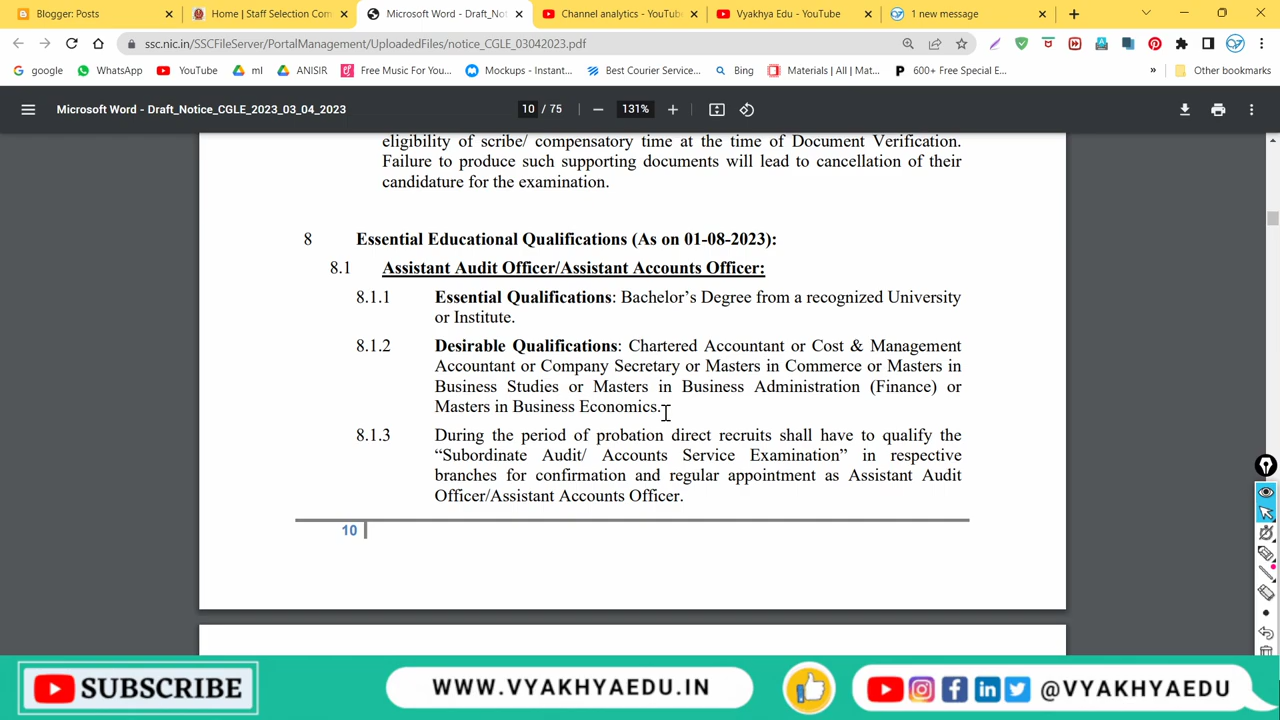 Blogger: Posts
Home | Staff Selection Com
Microsoft Word - Draft_Not
Channel analytics - YouTube
Vyakhya Edu - YouTube
1 new message
ssc.nic.in/SSCFileServer/PortalManagement/UploadedFiles/notice_CGLE_03042023.pdf
google
WhatsApp
YouTube
ml
ANISIR
Free Music For You...
Mockups - Instant...
Best Courier Service...
Bing
Materials | All | Mat...
600+ Free Special E...
»
Other bookmarks
Microsoft Word - Draft_Notice_CGLE_2023_03_04_2023
10 / 75
131%
eligibility of scribe/ compensatory time at the time of Document Verification.
Failure to produce such supporting documents will lead to cancellation of their
candidature for the examination.
8 Essential Educational Qualifications (As on 01-08-2023):
8.1 Assistant Audit Officer/Assistant Accounts Officer:
8.1.1 Essential Qualifications: Bachelor’s Degree from a recognized University
or Institute.
8.1.2 Desirable Qualifications: Chartered Accountant or Cost & Management
Accountant or Company Secretary or Masters in Commerce or Masters in
Business Studies or Masters in Business Administration (Finance) or
Masters in Business Economics.
8.1.3 During the period of probation direct recruits shall have to qualify the
“Subordinate Audit/ Accounts Service Examination” in respective
branches for confirmation and regular appointment as Assistant Audit
Officer/Assistant Accounts Officer.
10
SUBSCRIBE
WWW.VYAKHYAEDU.IN
@VYAKHYAEDU